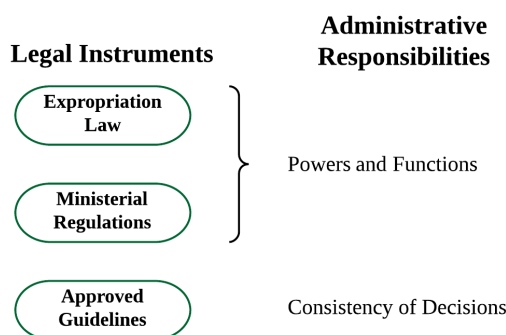 Administrative
Responsibilities
Legal Instruments
Expropriation
Law
Powers and Functions
Ministerial
Regulations
Approved
Guidelines
Consistency of Decisions